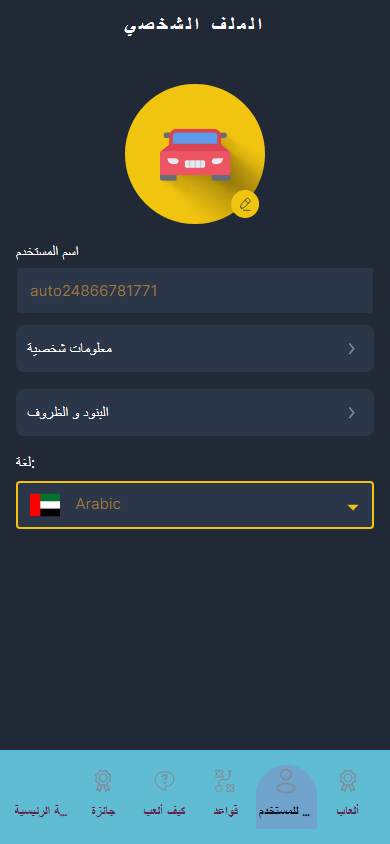 الملف الشخصي
اسم المستخدم
auto24866781771
معلومات شخصية
البنود و الظروف
لغة:
Arabic
ة الرئيسية...
جائزة
كيف ألعب
قواعد
للمستخدم ...
ألعاب